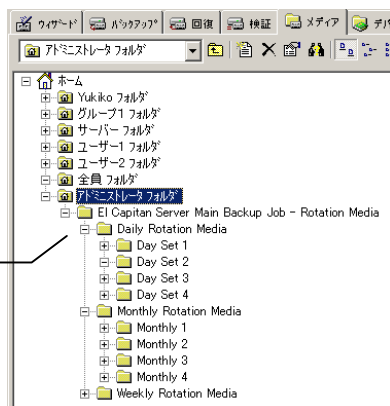 ｳｨｻﾞｰﾄﾞ ﾊﾞｯｸｱｯﾌﾟ 回復 検証 メディア
ｱﾄﾞﾐﾆｽﾄﾚｰﾀ ﾌｫﾙﾀﾞ
ホーム
Yukiko ﾌｫﾙﾀﾞ
グループ1 ﾌｫﾙﾀﾞ
サーバー ﾌｫﾙﾀﾞ
ユーザー1 ﾌｫﾙﾀﾞ
ユーザー2 ﾌｫﾙﾀﾞ
全員 ﾌｫﾙﾀﾞ
ｱﾄﾞﾐﾆｽﾄﾚｰﾀ ﾌｫﾙﾀﾞ
El Capitan Server Main Backup Job - Rotation Media
Daily Rotation Media
Day Set 1
Day Set 2
Day Set 3
Day Set 4
Monthly Rotation Media
Monthly 1
Monthly 2
Monthly 3
Monthly 4
Weekly Rotation Media